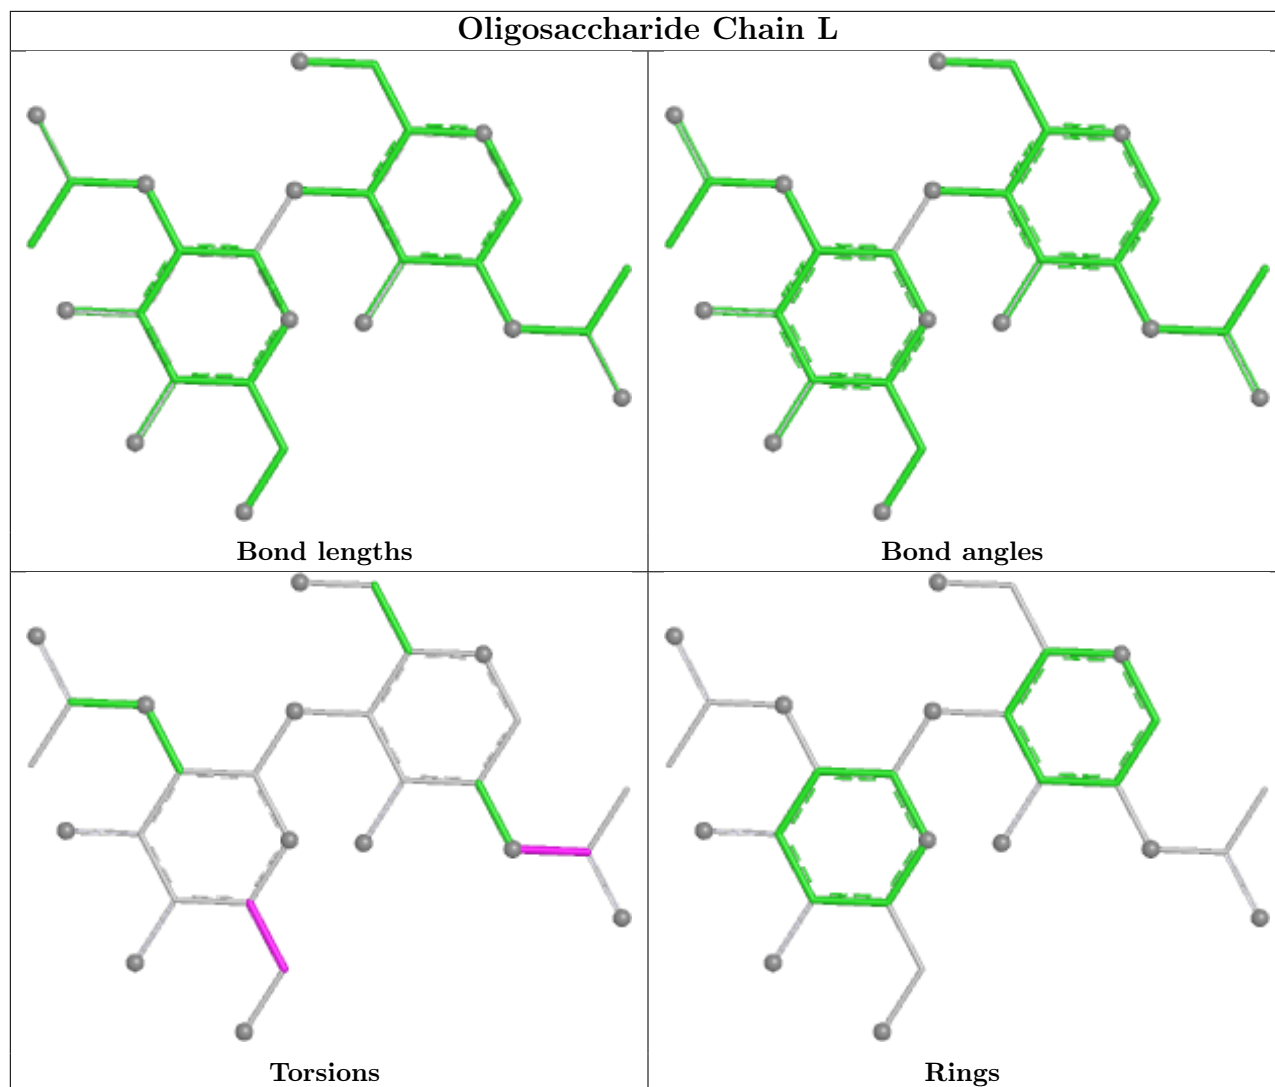 Oligosaccharide Chain L
Bond lengths
Bond angles
Torsions
Rings